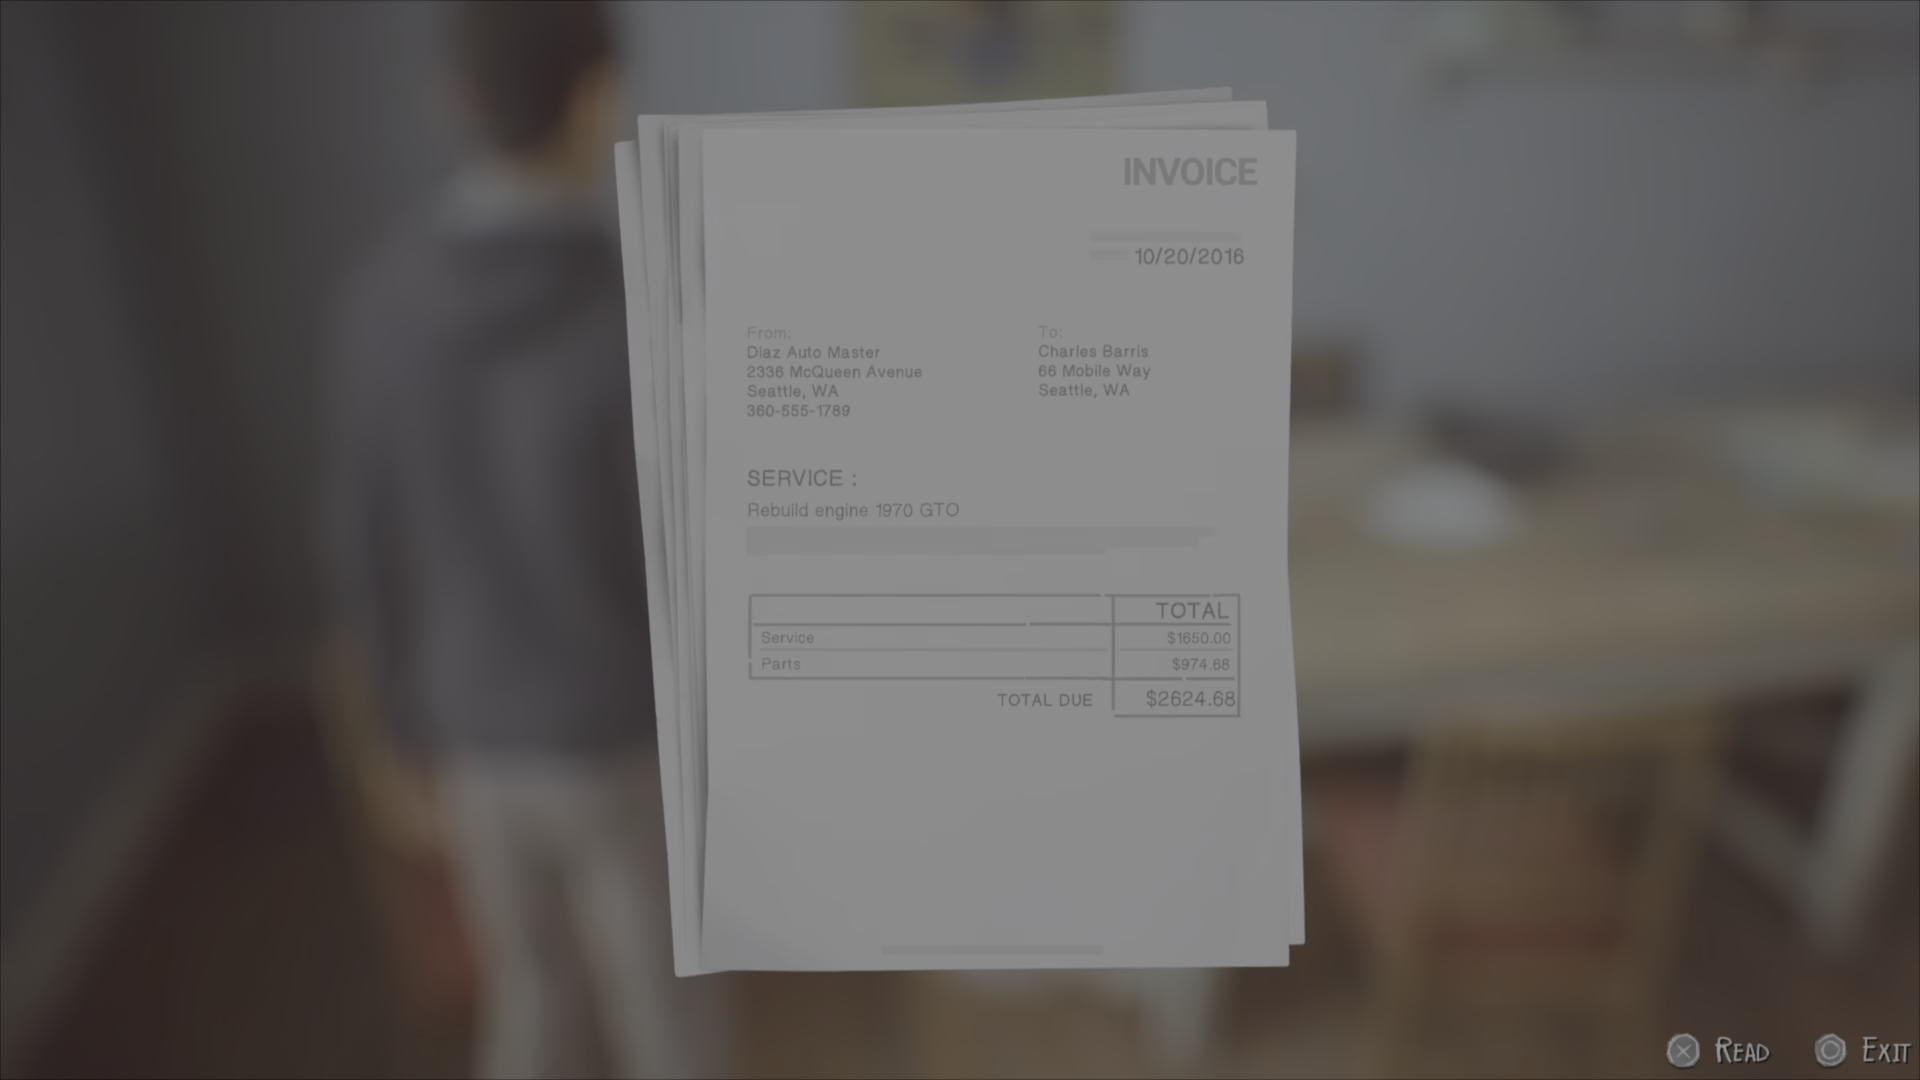 INVOICE
10/20/2016
From:
Diaz Auto Master
2336 McQueen Avenue
Seattle, WA
360-555-1789
To:
Charles Barris
66 Mobile Way
Seattle, WA
SERVICE :
Rebuild engine 1970 GTO
TOTAL
Service $1650.00
Parts $974.68
TOTAL DUE $2624.68
READ EXIT